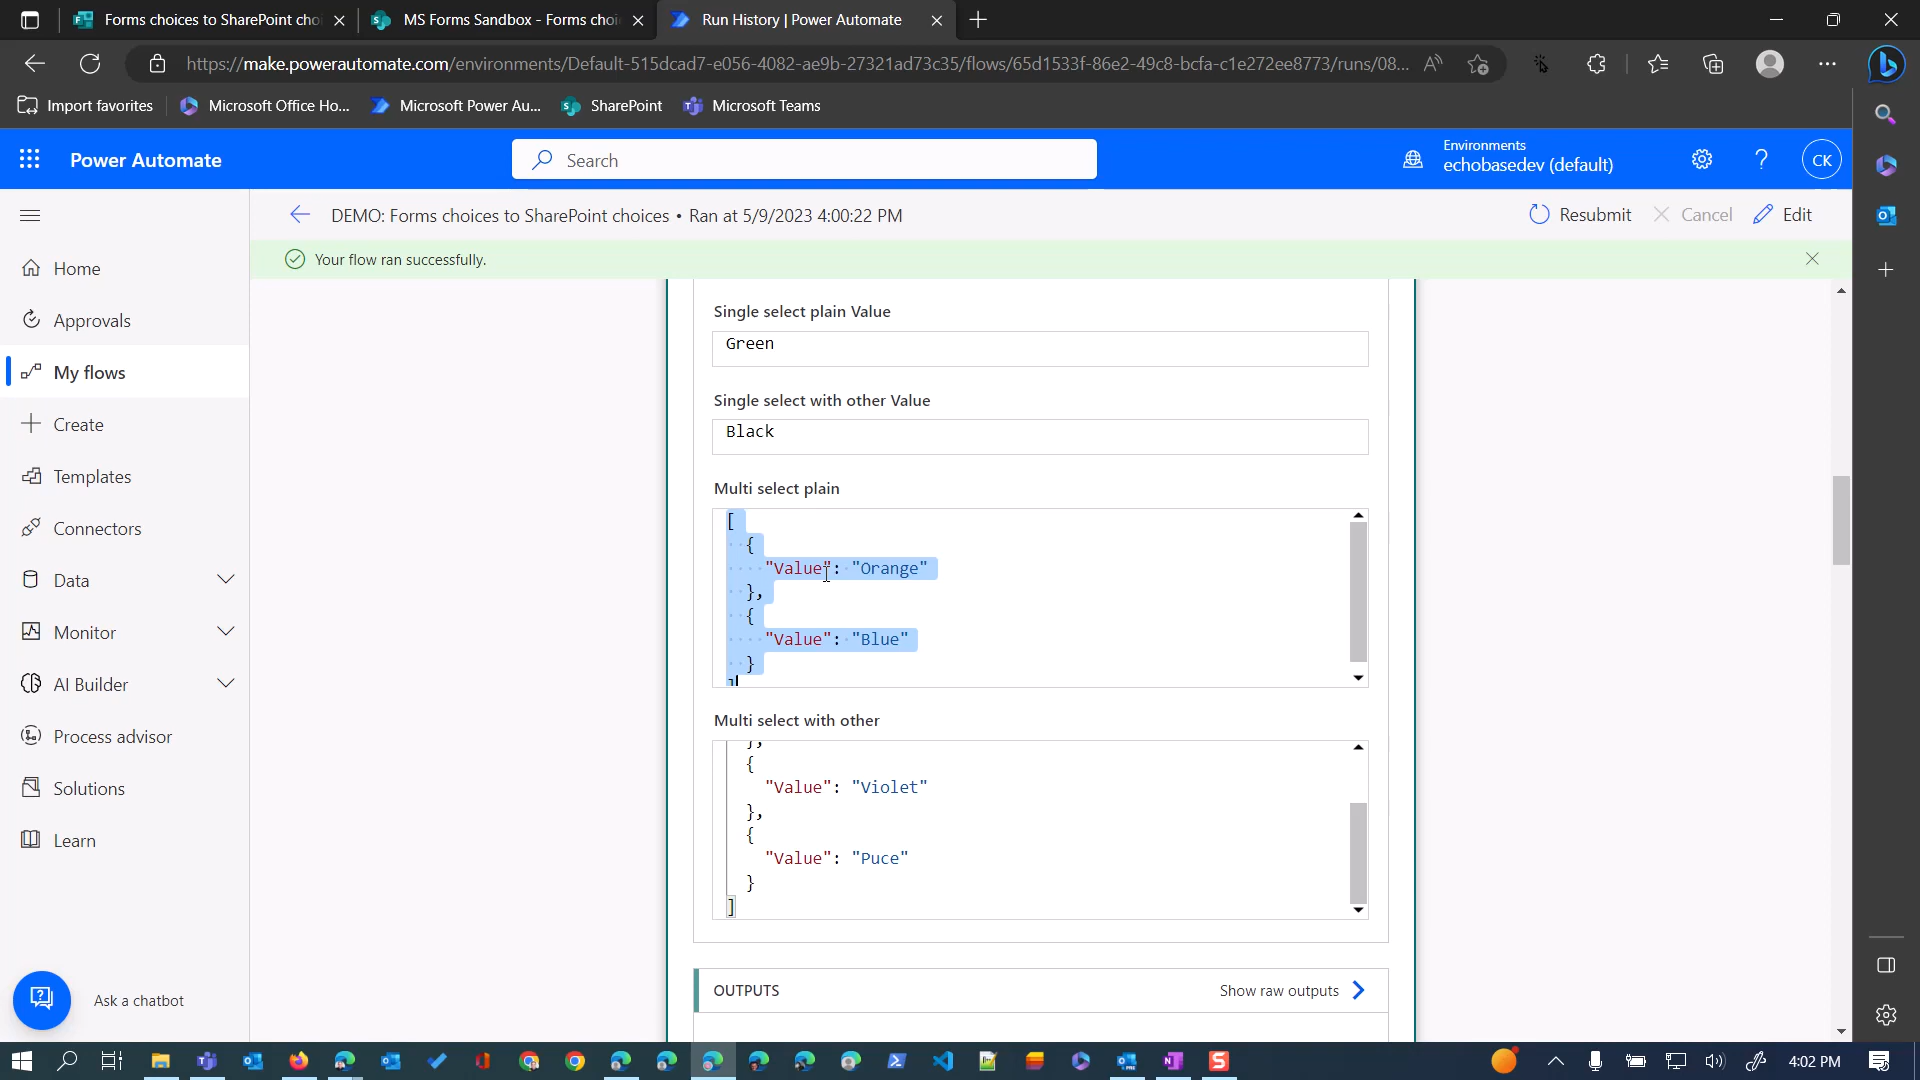 Forms choices to SharePoint cho
MS Forms Sandbox - Forms choi
Run History | Power Automate
https://make.powerautomate.com/environments/Default-515dcad7-e056-4082-ae9b-27321ad73c35/flows/65d1533f-86e2-49c8-bcfa-c1e272ee8773/runs/08...
Import favorites
Microsoft Office Ho...
Microsoft Power Au...
SharePoint
Microsoft Teams
Power Automate
Search
Environments
echobasedev (default)
CK
DEMO: Forms choices to SharePoint choices • Ran at 5/9/2023 4:00:22 PM
Resubmit
Cancel
Edit
Your flow ran successfully.
Home
Approvals
My flows
Create
Templates
Connectors
Data
Monitor
AI Builder
Process advisor
Solutions
Learn
Ask a chatbot
Single select plain Value
Green
Single select with other Value
Black
Multi select plain
[
{
"Value": "Orange"
},
{
"Value": "Blue"
}
]
Multi select with other
},
{
"Value": "Violet"
},
{
"Value": "Puce"
}
]
OUTPUTS
Show raw outputs
4:02 PM